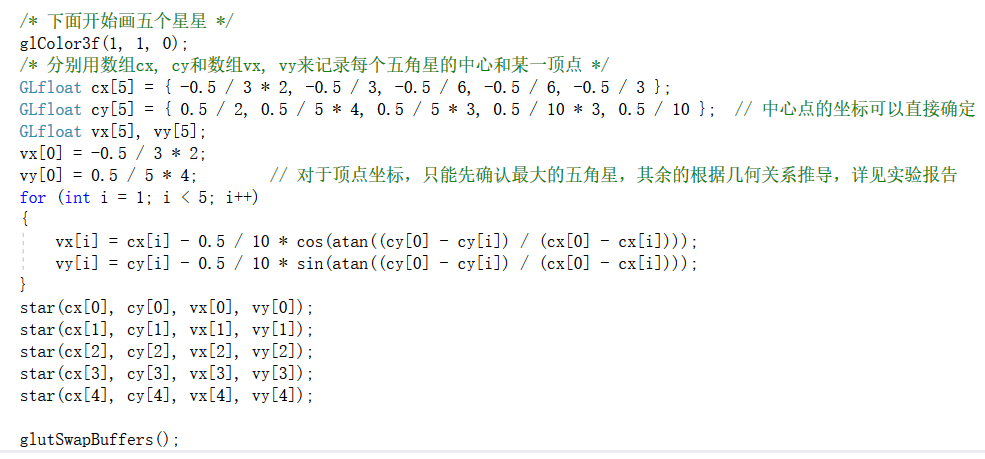 /* 下面开始画五个星星 */
glColor3f(1, 1, 0);
/* 分别用数组cx, cy和数组vx, vy来记录每个五角星的中心和某一顶点 */
GLfloat cx[5] = { -0.5 / 3 * 2, -0.5 / 3, -0.5 / 6, -0.5 / 6, -0.5 / 3 };
GLfloat cy[5] = { 0.5 / 2, 0.5 / 5 * 4, 0.5 / 5 * 3, 0.5 / 10 * 3, 0.5 / 10 };  // 中心点的坐标可以直接确定
GLfloat vx[5], vy[5];
vx[0] = -0.5 / 3 * 2;
vy[0] = 0.5 / 5 * 4;        // 对于顶点坐标，只能先确认最大的五角星，其余的根据几何关系推导，详见实验报告
for (int i = 1; i < 5; i++)
{
    vx[i] = cx[i] - 0.5 / 10 * cos(atan((cy[0] - cy[i]) / (cx[0] - cx[i])));
    vy[i] = cy[i] - 0.5 / 10 * sin(atan((cy[0] - cy[i]) / (cx[0] - cx[i])));
}
star(cx[0], cy[0], vx[0], vy[0]);
star(cx[1], cy[1], vx[1], vy[1]);
star(cx[2], cy[2], vx[2], vy[2]);
star(cx[3], cy[3], vx[3], vy[3]);
star(cx[4], cy[4], vx[4], vy[4]);
glutSwapBuffers();